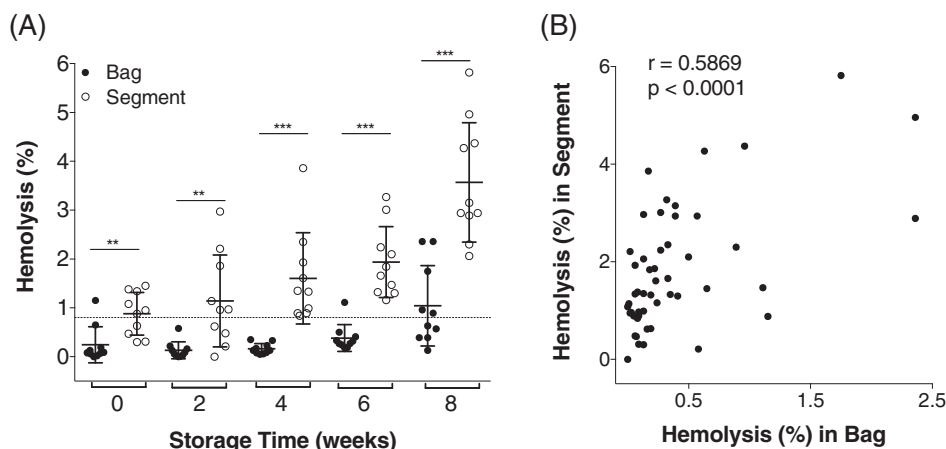 (A)
Bag
Segment
**
**
***
***
***
Hemolysis (%)
6
5
4
3
2
1
0
0 2 4 6 8
Storage Time (weeks)
(B)
r = 0.5869
p < 0.0001
Hemolysis (%) in Segment
6
4
2
0
0.5 1.5 2.5
Hemolysis (%) in Bag